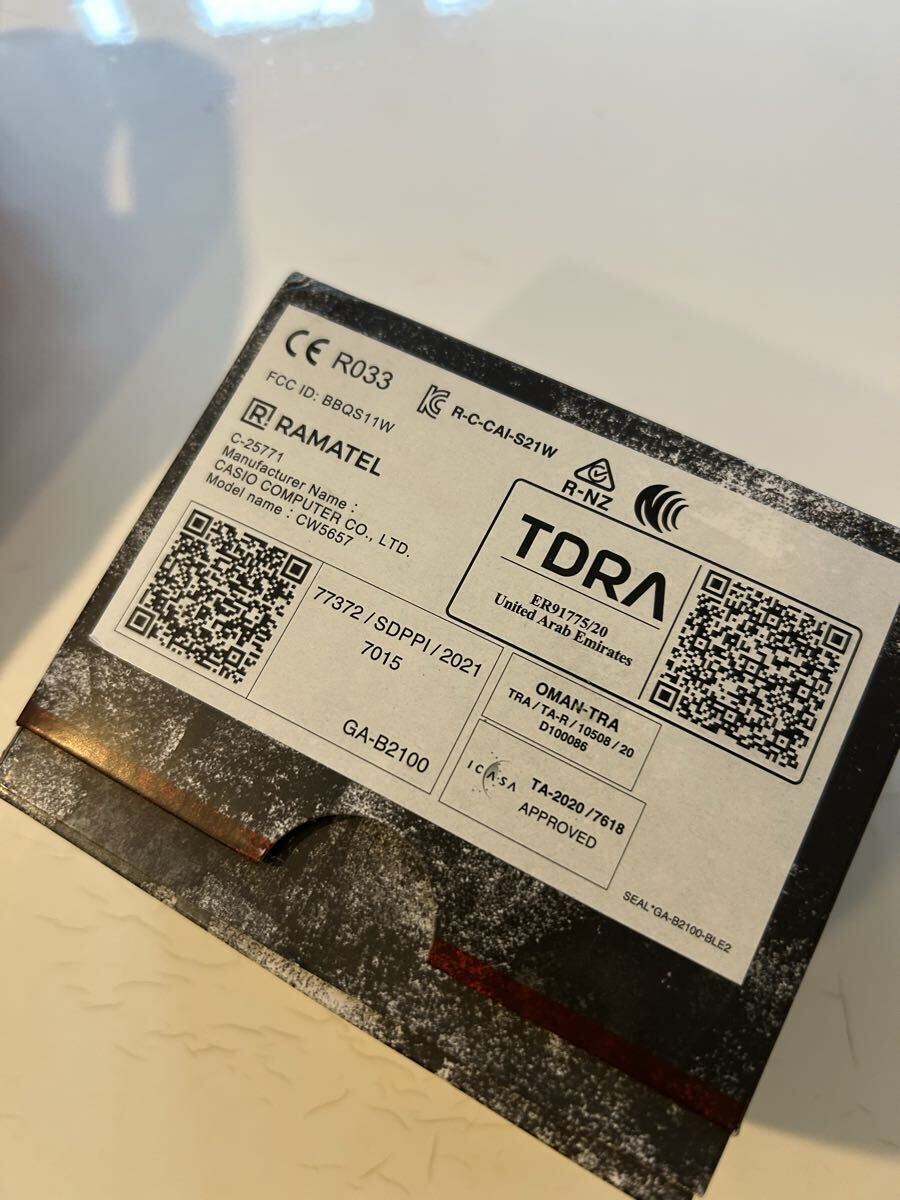 CE R033
FCC ID: BBQS11W
R-C-CAI-S21W
R-NZ
R! RAMATEL
C-25771
Manufacturer Name :
CASIO COMPUTER CO., LTD.
Model name : CW5657
TDRA
ER91775/20
United Arab Emirates
77372 / SDPPI / 2021
7015
GA-B2100
OMAN-TRA
TRA / TA-R / 10508 / 20
D100086
ICASA
TA-2020 / 7618
APPROVED
SEAL*GA-B2100-BLE2